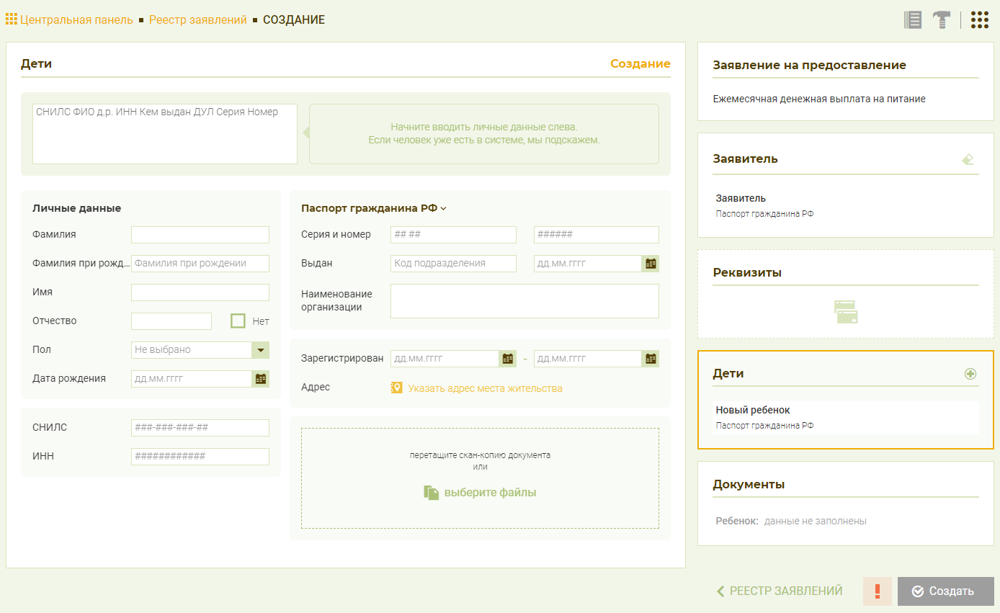 Центральная панель ▪ Реестр заявлений ▪ СОЗДАНИЕ
Дети
Создание
СНИЛС ФИО д.р. ИНН Кем выдан ДУЛ Серия Номер
Начните вводить личные данные слева.
Если человек уже есть в системе, мы подскажем.
Личные данные
Фамилия
Фамилия при рожд... Фамилия при рождении
Имя
Отчество Нет
Пол Не выбрано
Дата рождения дд.мм.гггг
СНИЛС ###-###-###-##
ИНН ############
Паспорт гражданина РФ
Серия и номер ## ## ######
Выдан Код подразделения дд.мм.гггг
Наименование
организации
Зарегистрирован дд.мм.гггг - дд.мм.гггг
Адрес Указать адрес места жительства
перетащите скан-копию документа
или
выберите файлы
Заявление на предоставление
Ежемесячная денежная выплата на питание
Заявитель
Заявитель
Паспорт гражданина РФ
Реквизиты
Дети
Новый ребенок
Паспорт гражданина РФ
Документы
Ребенок: данные не заполнены
РЕЕСТР ЗАЯВЛЕНИЙ
Создать